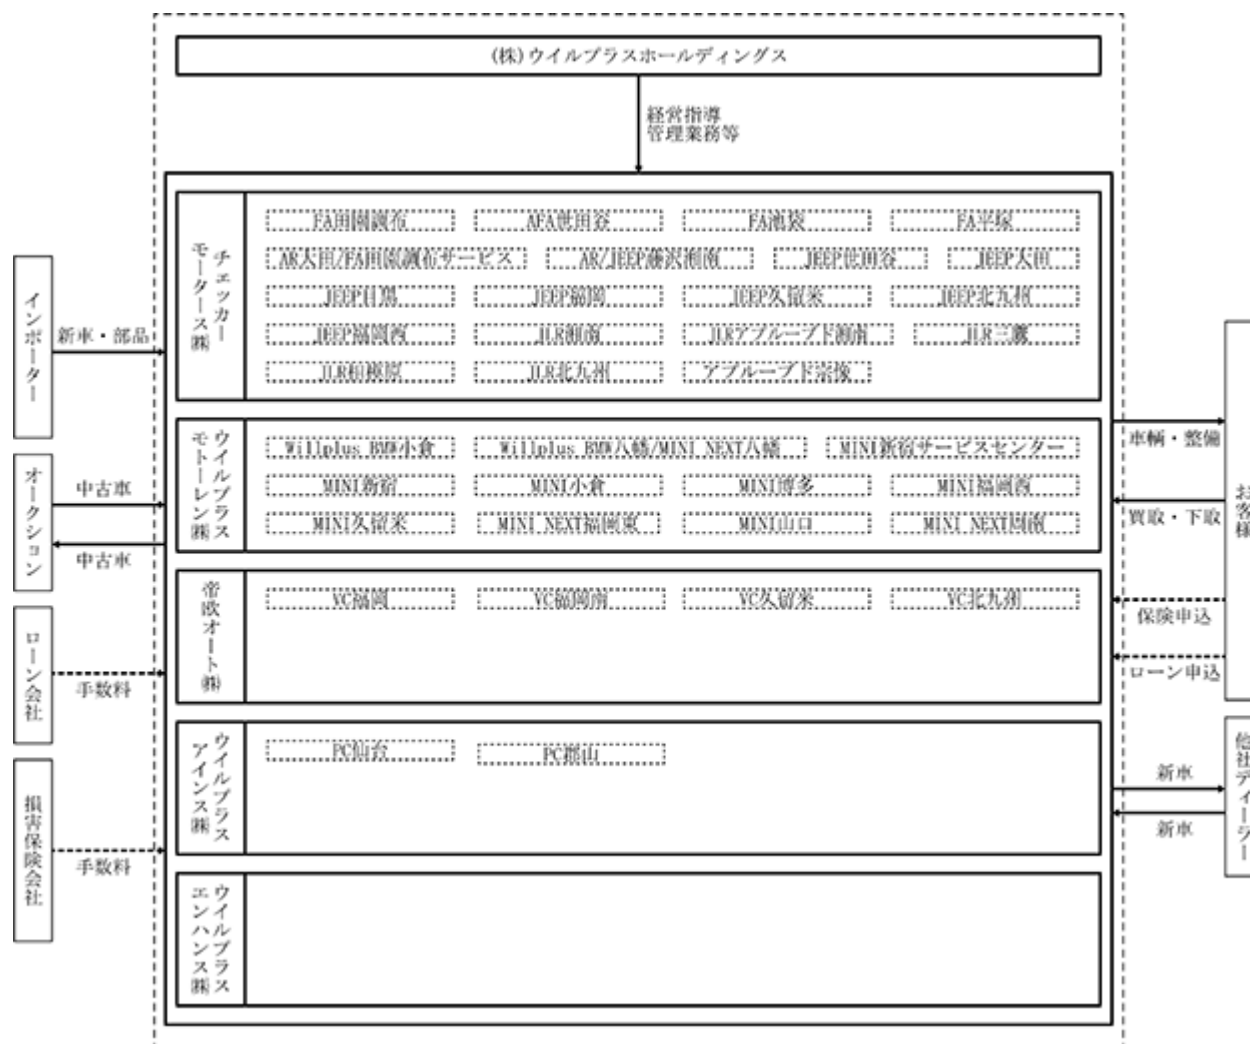 (株)ウイルプラスホールディングス
経営指導
管理業務等
チェッカー
モータース㈱
FA田園調布
AFA世田谷
FA池袋
FA平塚
AR大田/FA田園調布サービス
AR/JEEP藤沢湘南
JEEP世田谷
JEEP大田
JEEP目黒
JEEP福岡
JEEP久留米
JEEP北九州
JEEP福岡西
JLR湘南
JLRアプルーブド湘南
JLR三鷹
JLR相模原
JLR北九州
アプルーブド宗像
ウイルプラス
モトーレン㈱
Willplus BMW小倉
Willplus BMW八幡/MINI NEXT八幡
MINI新宿サービスセンター
MINI新宿
MINI小倉
MINI博多
MINI福岡西
MINI久留米
MINI NEXT福岡東
MINI山口
MINI NEXT周南
帝欧オート㈱
VC福岡
VC福岡南
VC久留米
VC北九州
ウイルプラス
アインス㈱
PC仙台
PC郡山
ウイルプラス
エンハンス㈱
インポーター
新車・部品
オークション
中古車
中古車
ローン会社
手数料
損害保険会社
手数料
車輌・整備
買取・下取
保険申込
ローン申込
お客様
新車
新車
他社ディーラー